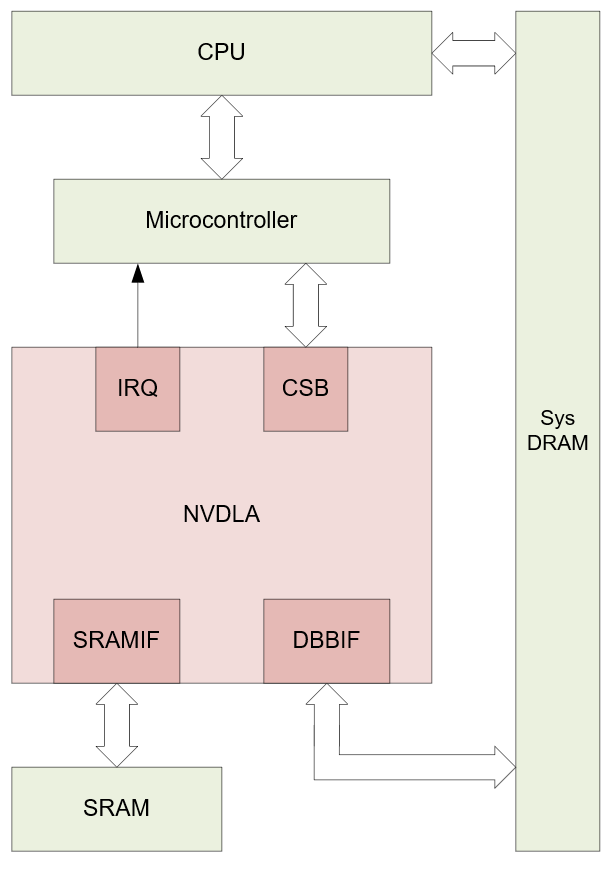 CPU
Microcontroller
IRQ
CSB
Sys
DRAM
NVDLA
SRAMIF
DBBIF
SRAM